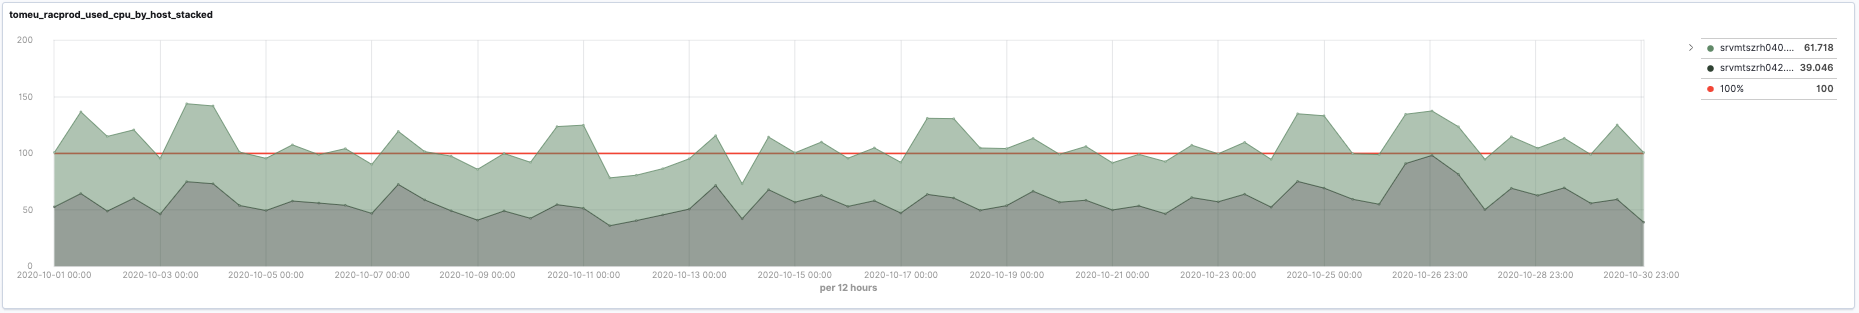 tomeu_racprod_used_cpu_by_host_stacked
200
150
100
50
0
2020-10-01 00:00 2020-10-03 00:00 2020-10-05 00:00 2020-10-07 00:00 2020-10-09 00:00 2020-10-11 00:00 2020-10-13 00:00 2020-10-15 00:00 2020-10-17 00:00 2020-10-19 00:00 2020-10-21 00:00 2020-10-23 00:00 2020-10-25 00:00 2020-10-26 23:00 2020-10-28 23:00 2020-10-30 23:00
per 12 hours
srvmtszrh040.... 61.718
srvmtszrh042.... 39.046
100% 100